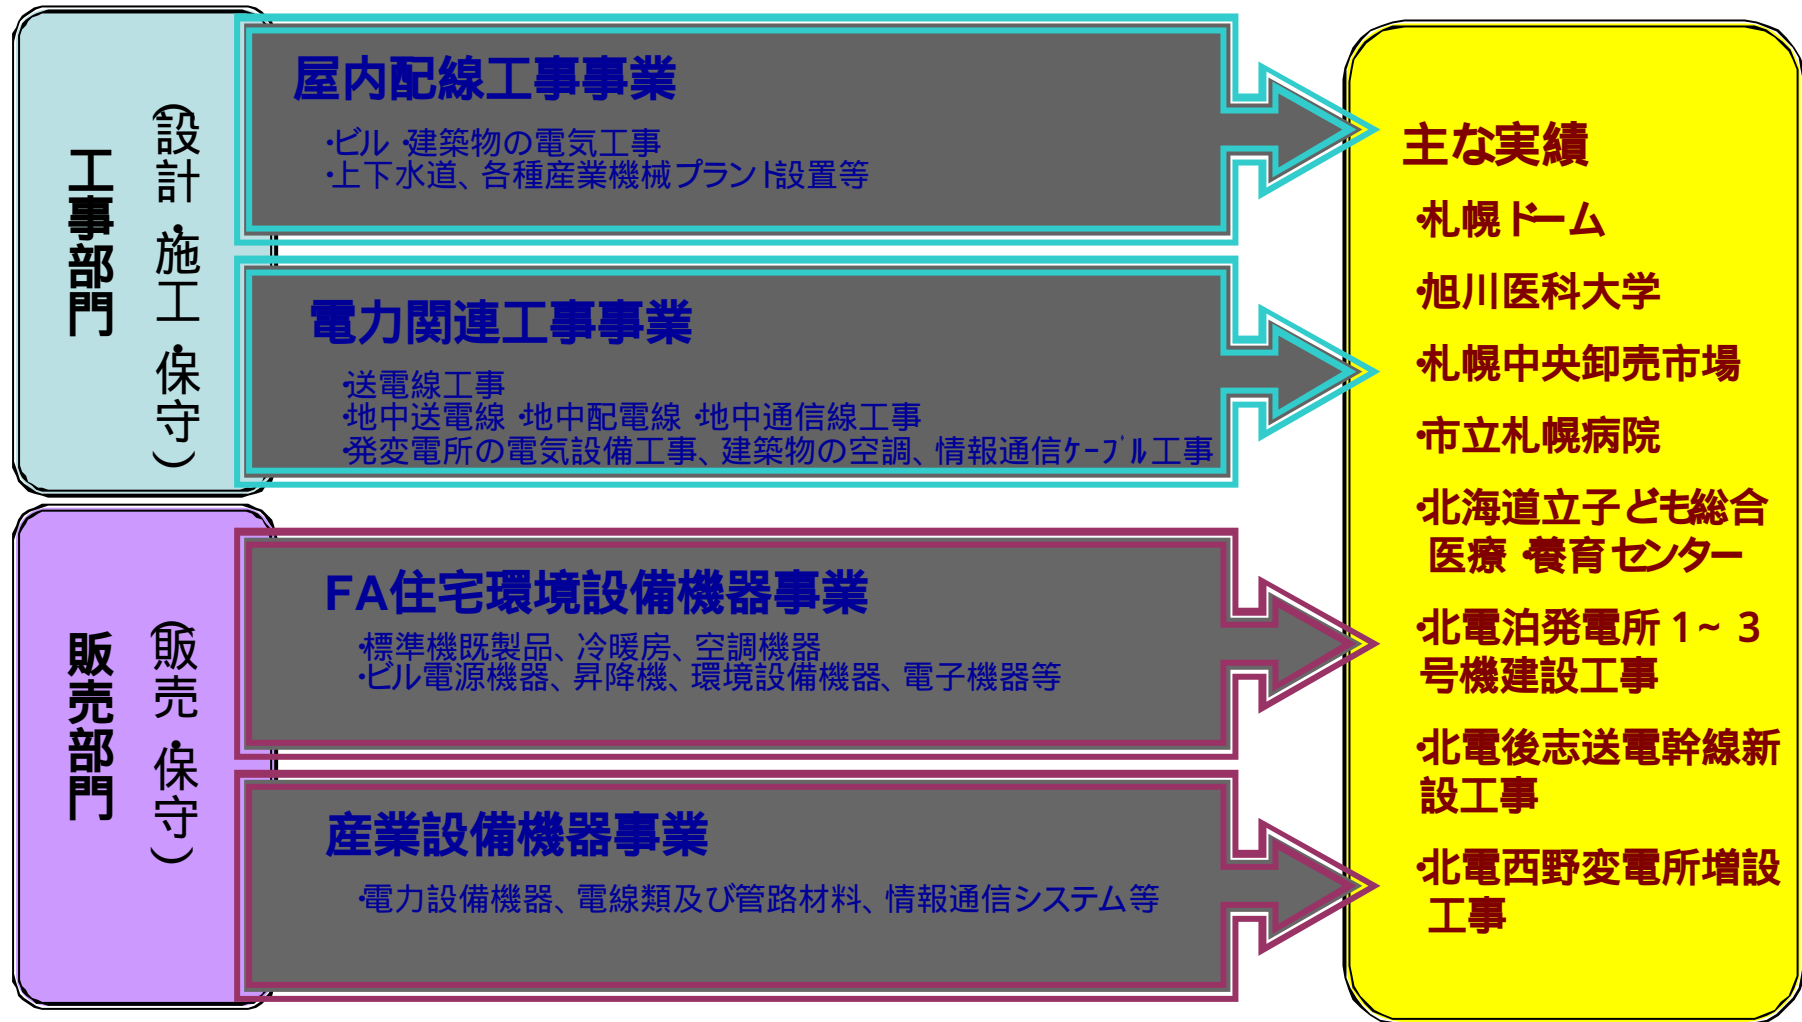 工事部門
(設計・施工・保守)
屋内配線工事事業
・ビル・建築物の電気工事
・上下水道、各種産業機械プラント設置等
電力関連工事事業
・送電線工事
・地中送電線・地中配電線・地中通信線工事
・発変電所の電気設備工事、建築物の空調、情報通信ケーブル工事
販売部門
(販売・保守)
FA住宅環境設備機器事業
・標準機既製品、冷暖房、空調機器
・ビル電源機器、昇降機、環境設備機器、電子機器等
産業設備機器事業
・電力設備機器、電線類及び管路材料、情報通信システム等
主な実績
・札幌ドーム
・旭川医科大学
・札幌中央卸売市場
・市立札幌病院
・北海道立子ども総合
医療・養育センター
・北電泊発電所1~3
号機建設工事
・北電後志送電幹線新
設工事
・北電西野変電所増設
工事